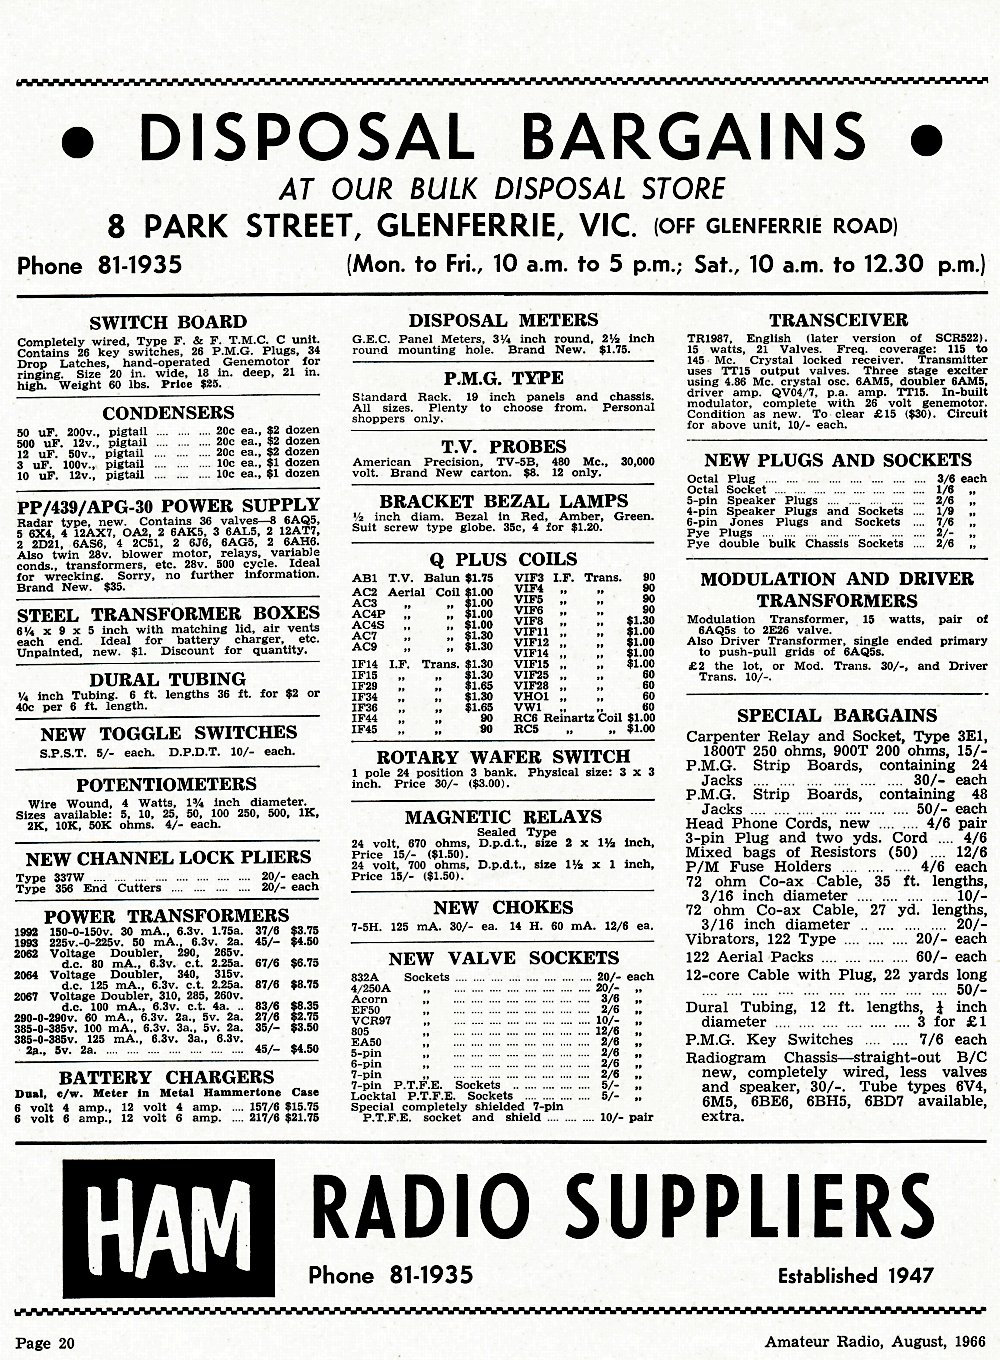 • DISPOSAL BARGAINS •
AT OUR BULK DISPOSAL STORE
8 PARK STREET, GLENFERRIE, VIC. (OFF GLENFERRIE ROAD)
Phone 81-1935 (Mon. to Fri., 10 a.m. to 5 p.m.; Sat., 10 a.m. to 12.30 p.m.)
SWITCH BOARD
Completely wired, Type F. & F. T.M.C. C unit.
Contains 26 key switches, 26 P.M.G. Plugs, 34
Drop Latches, hand-operated Genemotor for
ringing. Size 20 in. wide, 18 in. deep, 21 in.
high. Weight 60 lbs. Price $25.
CONDENSERS
50 uF. 200v., pigtail .... .... .... 20c ea., $2 dozen
500 uF. 12v., pigtail .... .... .... 20c ea., $2 dozen
12 uF. 50v., pigtail .... .... .... 20c ea., $2 dozen
3 uF. 100v., pigtail .... .... .... 10c ea., $1 dozen
10 uF. 12v., pigtail .... .... .... 10c ea., $1 dozen
PP/439/APG-30 POWER SUPPLY
Radar type, new. Contains 36 valves—8 6AQ5,
5 6X4, 4 12AX7, OA2, 2 6AK5, 3 6AL5, 2 12AT7,
2 2D21, 6AS6, 4 2C51, 2 6J6, 6AG5, 2 6AH6.
Also twin 28v. blower motor, relays, variable
conds., transformers, etc. 28v. 500 cycle. Ideal
for wrecking. Sorry, no further information.
Brand New. $35.
STEEL TRANSFORMER BOXES
6¼ x 9 x 5 inch with matching lid, air vents
each end. Ideal for battery charger, etc.
Unpainted, new. $1. Discount for quantity.
DURAL TUBING
¼ inch Tubing. 6 ft. lengths 36 ft. for $2 or
40c per 6 ft. length.
NEW TOGGLE SWITCHES
S.P.S.T. 5/- each. D.P.D.T. 10/- each.
POTENTIOMETERS
Wire Wound, 4 Watts, 1¾ inch diameter.
Sizes available: 5, 10, 25, 50, 100 250, 500, 1K,
2K, 10K, 50K ohms. 4/- each.
NEW CHANNEL LOCK PLIERS
Type 337W .... .... .... .... .... .... 20/- each
Type 356 End Cutters .... .... .... .... 20/- each
POWER TRANSFORMERS
1992 150-0-150v. 30 mA., 6.3v. 1.75a. 37/6 $3.75
1993 225v.-0-225v. 50 mA., 6.3v. 2a. 45/- $4.50
2062 Voltage Doubler, 290, 265v.
d.c. 80 mA., 6.3v. c.t. 2.25a. 67/6 $6.75
2064 Voltage Doubler, 340, 315v.
d.c. 125 mA., 6.3v. c.t. 2.25a. 87/6 $8.75
2067 Voltage Doubler, 310, 285, 260v.
d.c. 100 mA., 6.3v. c.t. 4a. .. 83/6 $8.35
290-0-290v. 60 mA., 6.3v. 2a., 5v. 2a. 27/6 $2.75
385-0-385v. 100 mA., 6.3v. 3a., 5v. 2a. 35/- $3.50
385-0-385v. 125 mA., 6.3v. 3a., 6.3v.
2a., 5v. 2a. .... .... .... .... .... .... 45/- $4.50
BATTERY CHARGERS
Dual, c/w. Meter in Metal Hammertone Case
6 volt 4 amp., 12 volt 4 amp. .... 157/6 $15.75
6 volt 6 amp., 12 volt 6 amp. .... 217/6 $21.75
DISPOSAL METERS
G.E.C. Panel Meters, 3¼ inch round, 2½ inch
round mounting hole. Brand New. $1.75.
P.M.G. TYPE
Standard Rack. 19 inch panels and chassis.
All sizes. Plenty to choose from. Personal
shoppers only.
T.V. PROBES
American Precision, TV-5B, 480 Mc., 30,000
volt. Brand New carton. $8. 12 only.
BRACKET BEZAL LAMPS
½ inch diam. Bezal in Red, Amber, Green.
Suit screw type globe. 35c, 4 for $1.20.
Q PLUS COILS
AB1 T.V. Balun $1.75
AC2 Aerial Coil $1.00
AC3 „ „ $1.00
AC4P „ „ $1.00
AC4S „ „ $1.00
AC7 „ „ $1.30
AC9 „ „ $1.30
IF14 I.F. Trans. $1.30
IF15 „ „ $1.30
IF29 „ „ $1.65
IF34 „ „ $1.30
IF36 „ „ $1.65
IF44 „ „ 90
IF45 „ „ 90
VIF3 I.F. Trans. 90
VIF4 „ „ 90
VIF5 „ „ 90
VIF6 „ „ 90
VIF8 „ „ $1.30
VIF11 „ „ $1.00
VIF12 „ „ $1.00
VIF14 „ „ $1.00
VIF15 „ „ $1.00
VIF25 „ „ 60
VIF28 „ „ 60
VHO1 „ „ 60
VW1 „ „ 60
RC6 Reinartz Coil $1.00
RC5 „ „ $1.00
ROTARY WAFER SWITCH
1 pole 24 position 3 bank. Physical size: 3 x 3
inch. Price 30/- ($3.00).
MAGNETIC RELAYS
Sealed Type
24 volt, 670 ohms, D.p.d.t., size 2 x 1½ inch,
Price 15/- ($1.50).
24 volt, 700 ohms, D.p.d.t., size 1½ x 1 inch,
Price 15/- ($1.50).
NEW CHOKES
7-5H. 125 mA. 30/- ea. 14 H. 60 mA. 12/6 ea.
NEW VALVE SOCKETS
832A Sockets .... .... .... .... .... .... 20/- each
4/250A „ .... .... .... .... .... .... 20/- „
Acorn „ .... .... .... .... .... .... 3/6 „
EF50 „ .... .... .... .... .... .... 2/6 „
VCR97 „ .... .... .... .... .... .... 10/- „
805 „ .... .... .... .... .... .... 12/6 „
EA50 „ .... .... .... .... .... .... 2/6 „
5-pin „ .... .... .... .... .... .... 2/6 „
6-pin „ .... .... .... .... .... .... 2/6 „
7-pin „ .... .... .... .... .... .... 2/6 „
7-pin P.T.F.E. Sockets .. .... .... .... 5/- „
Locktal P.T.F.E. Sockets .... .... .... 5/- „
Special completely shielded 7-pin
P.T.F.E. socket and shield .... .... .... 10/- pair
TRANSCEIVER
TR1987, English (later version of SCR522).
15 watts, 21 Valves. Freq. coverage: 115 to
145 Mc. Crystal locked receiver. Transmitter
uses TT15 output valves. Three stage exciter
using 4.86 Mc. crystal osc. 6AM5, doubler 6AM5,
driver amp. QV04/7, p.a. amp. TT15. In-built
modulator, complete with 26 volt genemotor.
Condition as new. To clear £15 ($30). Circuit
for above unit, 10/- each.
NEW PLUGS AND SOCKETS
Octal Plug .... .... .... .... .... .... .... 3/6 each
Octal Socket .... .... .... .... .... .... 1/6 „
5-pin Speaker Plugs .... .... .... .... 2/6 „
4-pin Speaker Plugs and Sockets .... 1/9 „
6-pin Jones Plugs and Sockets .... 7/6 „
Pye Plugs .... .... .... .... .... .... .... 2/- „
Pye double bulk Chassis Sockets .... 2/6 „
MODULATION AND DRIVER
TRANSFORMERS
Modulation Transformer, 15 watts, pair of
6AQ5s to 2E26 valve.
Also Driver Transformer, single ended primary
to push-pull grids of 6AQ5s.
£2 the lot, or Mod. Trans. 30/-, and Driver
Trans. 10/-.
SPECIAL BARGAINS
Carpenter Relay and Socket, Type 3E1,
1800T 250 ohms, 900T 200 ohms, 15/-
P.M.G. Strip Boards, containing 24
Jacks .... .... .... .... .... .... 30/- each
P.M.G. Strip Boards, containing 48
Jacks .... .... .... .... .... .... 50/- each
Head Phone Cords, new .... .... 4/6 pair
3-pin Plug and two yds. Cord .... 4/6
Mixed bags of Resistors (50) .... 12/6
P/M Fuse Holders .... .... .... 4/6 each
72 ohm Co-ax Cable, 35 ft. lengths,
3/16 inch diameter .... .... .... .... 10/-
72 ohm Co-ax Cable, 27 yd. lengths,
3/16 inch diameter .. .... .... .... 20/-
Vibrators, 122 Type .... .... .... 20/- each
122 Aerial Packs .... .... .... .... 60/- each
12-core Cable with Plug, 22 yards long
.... .... .... .... .... .... .... .... .... 50/-
Dural Tubing, 12 ft. lengths, ¼ inch
diameter .... .... .... .... .... 3 for £1
P.M.G. Key Switches .... .... .... 7/6 each
Radiogram Chassis—straight-out B/C
new, completely wired, less valves
and speaker, 30/-. Tube types 6V4,
6M5, 6BE6, 6BH5, 6BD7 available,
extra.
HAM RADIO SUPPLIERS
Phone 81-1935 Established 1947
Page 20 Amateur Radio, August, 1966